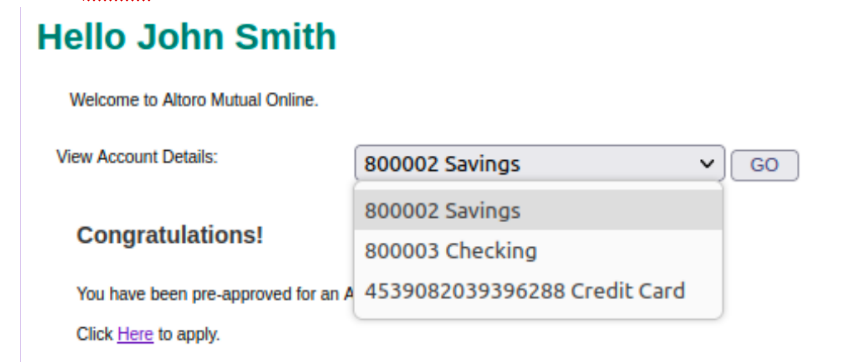 Hello John Smith
Welcome to Altoro Mutual Online.
View Account Details:
800002 Savings
GO
800002 Savings
800003 Checking
4539082039396288 Credit Card
Congratulations!
You have been pre-approved for an A
Click Here to apply.